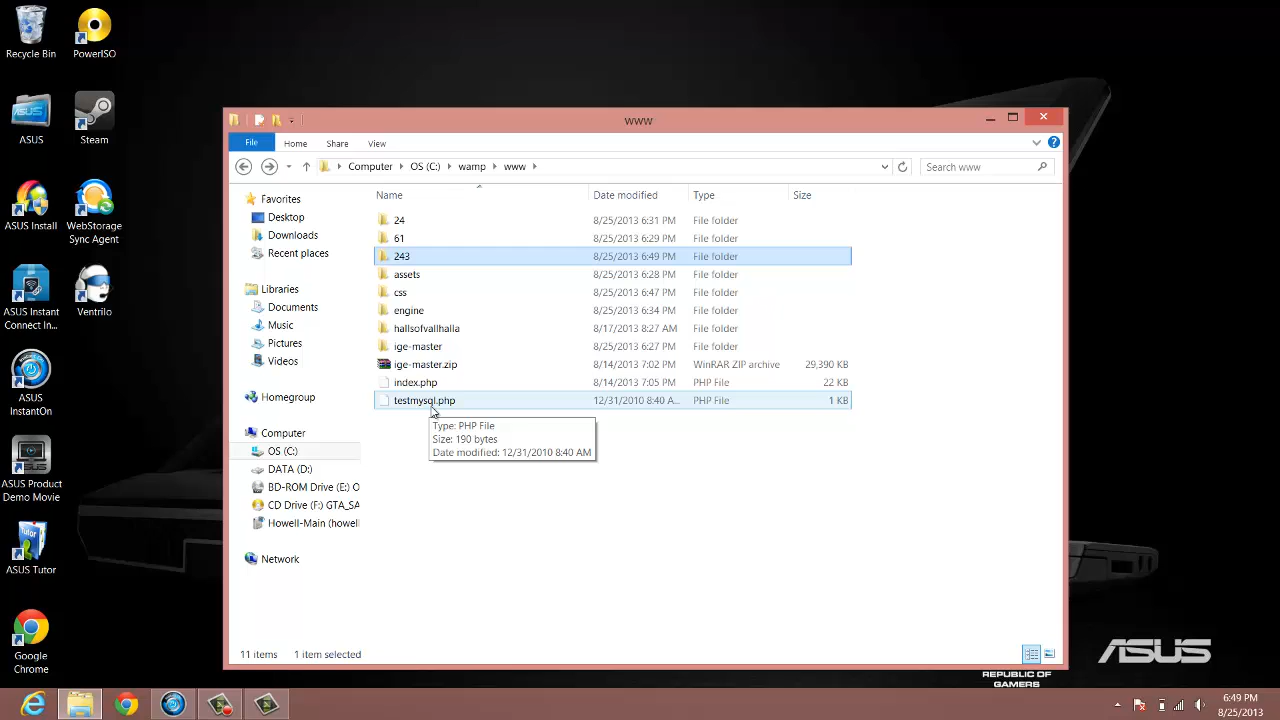 Recycle Bin
PowerISO
ASUS
Steam
ASUS Install
WebStorage
Sync Agent
ASUS Instant
Connect In...
Ventrilo
ASUS
InstantOn
ASUS Product
Demo Movie
ASUS Tutor
Google
Chrome
www
File Home Share View
Computer OS (C:) wamp www
Search www
Name Date modified Type Size
Favorites
Desktop
Downloads
Recent places
Libraries
Documents
Music
Pictures
Videos
Homegroup
Computer
OS (C:)
DATA (D:)
BD-ROM Drive (E:) O
CD Drive (F:) GTA_SA
Howell-Main (howel
Network
24 8/25/2013 6:31 PM File folder
61 8/25/2013 6:29 PM File folder
243 8/25/2013 6:49 PM File folder
assets 8/25/2013 6:28 PM File folder
css 8/25/2013 6:47 PM File folder
engine 8/25/2013 6:34 PM File folder
hallsofvallhalla 8/17/2013 8:27 AM File folder
ige-master 8/25/2013 6:27 PM File folder
ige-master.zip 8/14/2013 7:02 PM WinRAR ZIP archive 29,390 KB
index.php 8/14/2013 7:05 PM PHP File 22 KB
testmysql.php 12/31/2010 8:40 A... PHP File 1 KB
Type: PHP File
Size: 190 bytes
Date modified: 12/31/2010 8:40 AM
11 items 1 item selected
ASUS
REPUBLIC OF
GAMERS
6:49 PM
8/25/2013